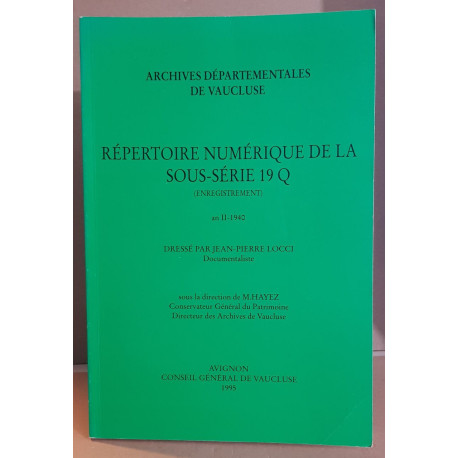 ARCHIVES DÉPARTEMENTALES
DE VAUCLUSE
RÉPERTOIRE NUMÉRIQUE DE LA
SOUS-SÉRIE 19 Q
(ENREGISTREMENT)
an II-1940
DRESSÉ PAR JEAN-PIERRE LOCCI
Documentaliste
sous la direction de M.HAYEZ
Conservateur Général du Patrimoine
Directeur des Archives de Vaucluse
AVIGNON
CONSEIL GÉNÉRAL DE VAUCLUSE
1995